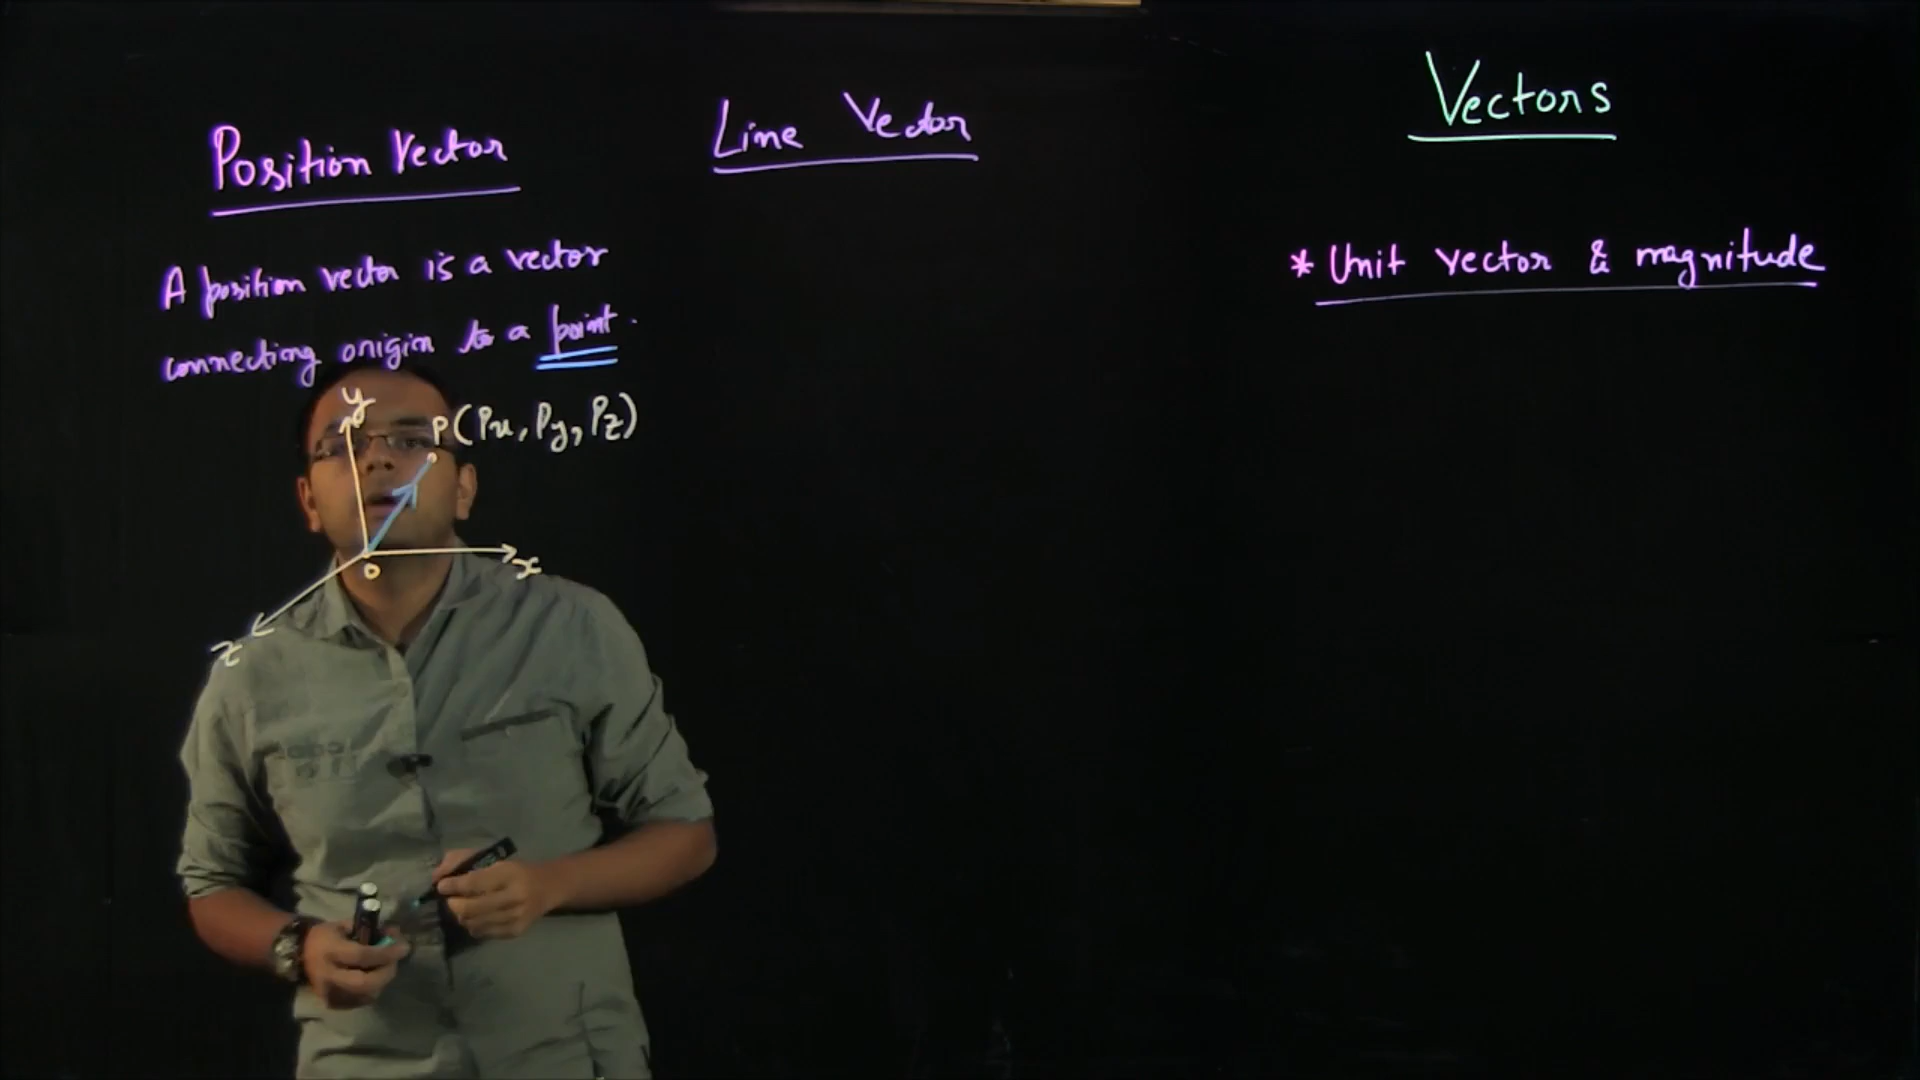 Position Vector
A position vector is a vector
connecting origin to a point.
y
P(Px, Py, Pz)
o
x
z
Line Vector
Vectors
* Unit vector & magnitude